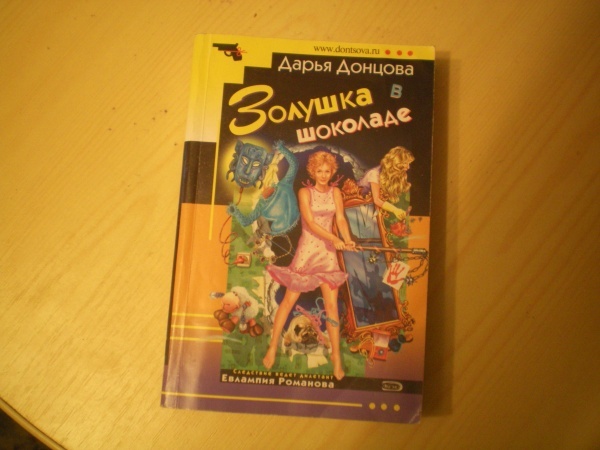 www.dontsova.ru
Дарья Донцова
Золушка
в
шоколаде
Следствие ведет дилетант
Евлампия Романова